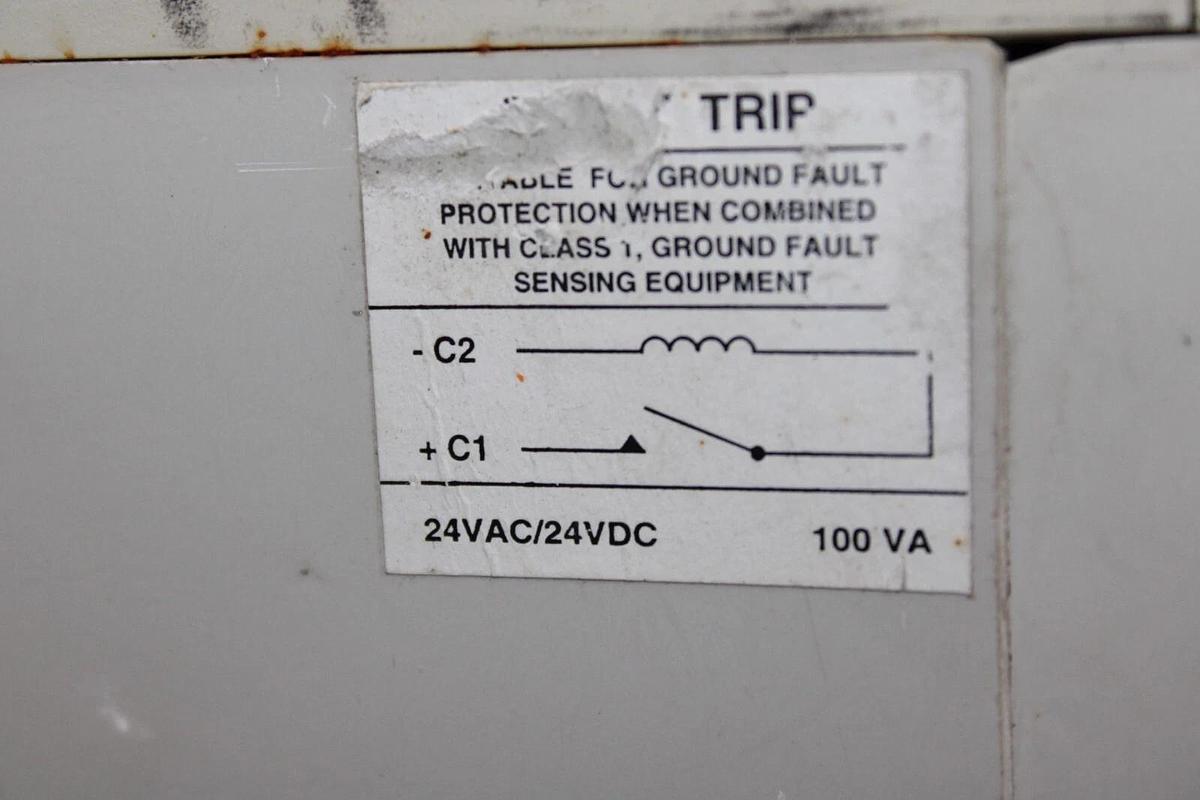 TRIP
GROUND FAULT
PROTECTION WHEN COMBINED
WITH CLASS 1, GROUND FAULT
SENSING EQUIPMENT
- C2
+ C1
24VAC/24VDC 100 VA